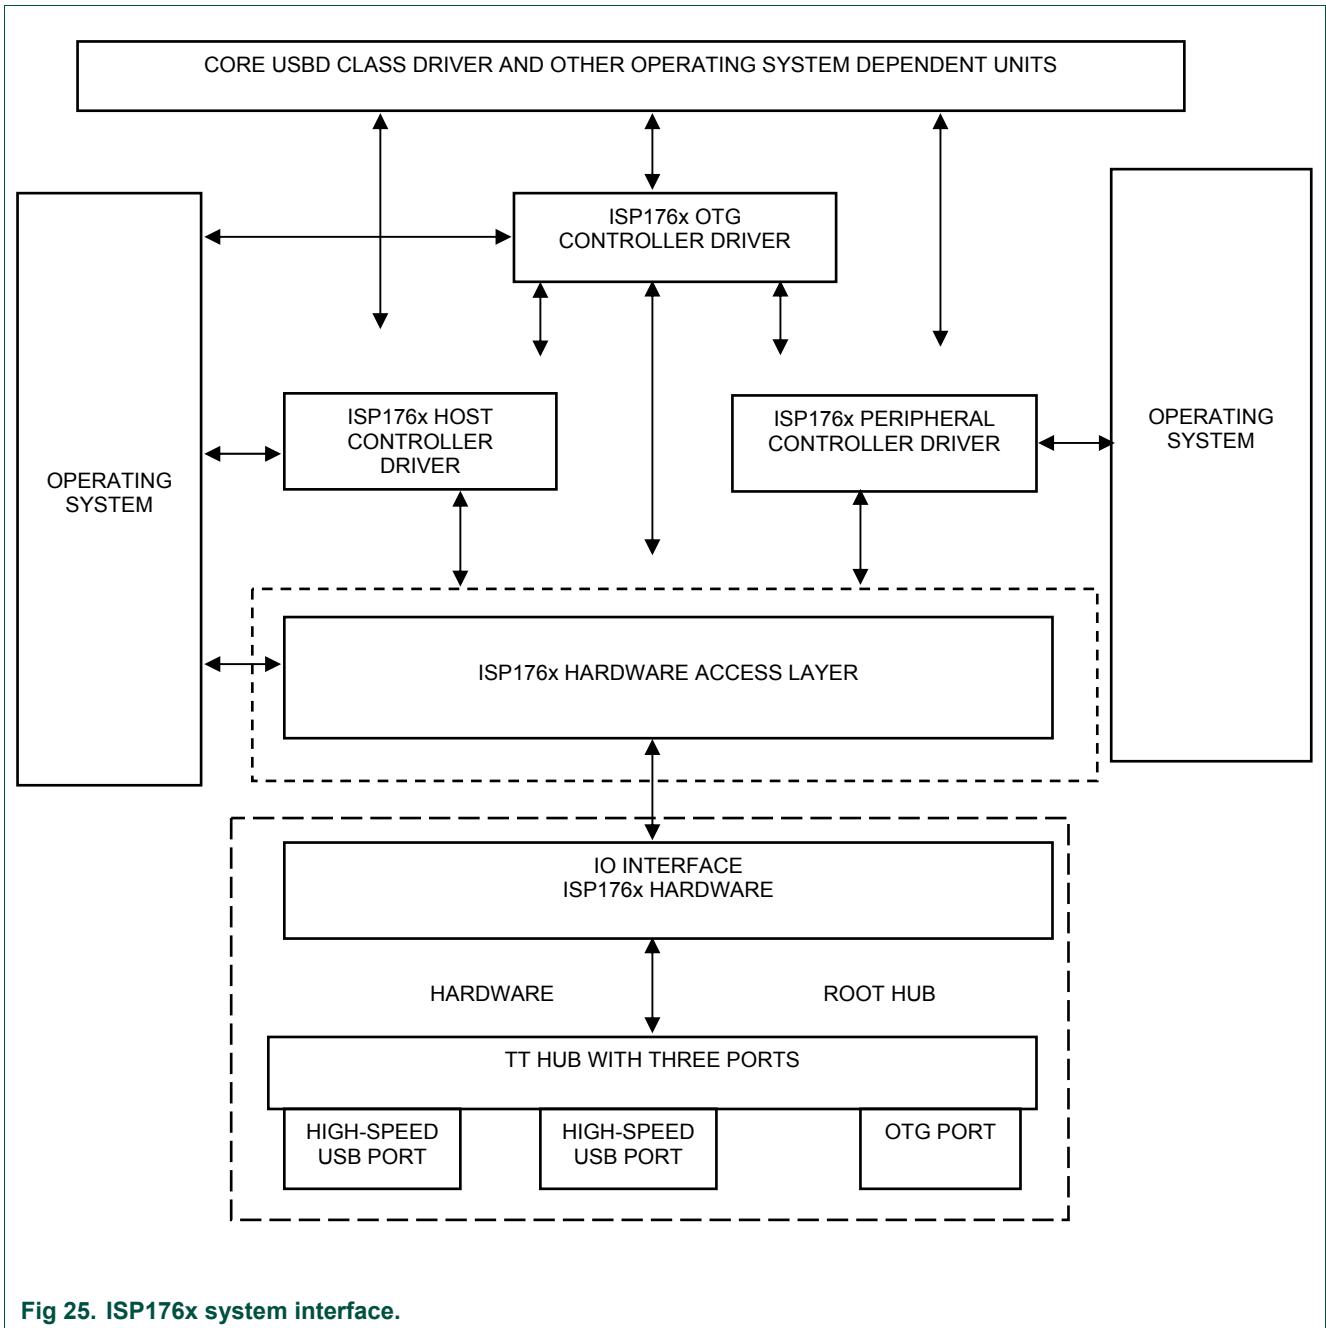 CORE USBD CLASS DRIVER AND OTHER OPERATING SYSTEM DEPENDENT UNITS
ISP176x OTG
CONTROLLER DRIVER
ISP176x HOST
CONTROLLER
DRIVER
ISP176x PERIPHERAL
CONTROLLER DRIVER
OPERATING
SYSTEM
OPERATING
SYSTEM
ISP176x HARDWARE ACCESS LAYER
IO INTERFACE
ISP176x HARDWARE
HARDWARE
ROOT HUB
TT HUB WITH THREE PORTS
HIGH-SPEED
USB PORT
HIGH-SPEED
USB PORT
OTG PORT
Fig 25. ISP176x system interface.